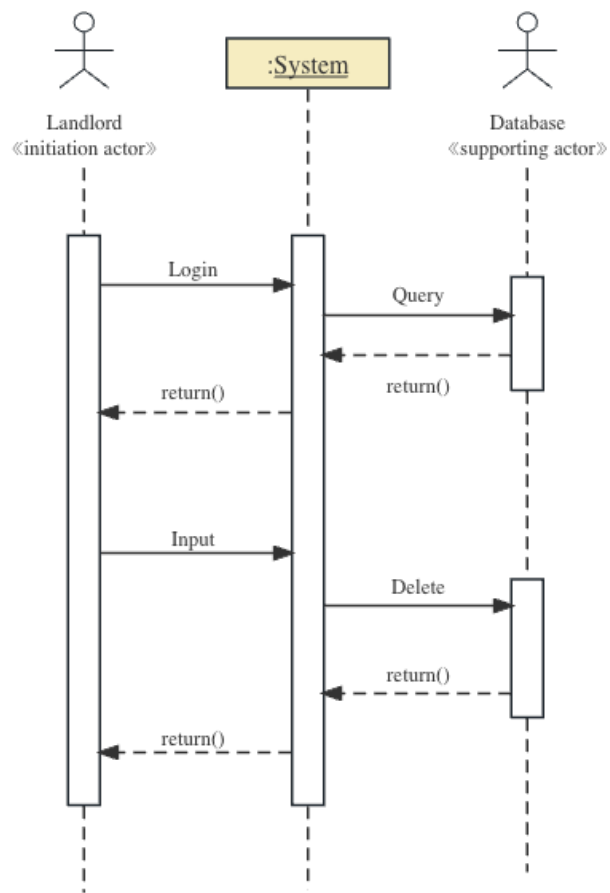 :System
Landlord
《initiation actor》
Database
《supporting actor》
Login
Query
return()
return()
Input
Delete
return()
return()